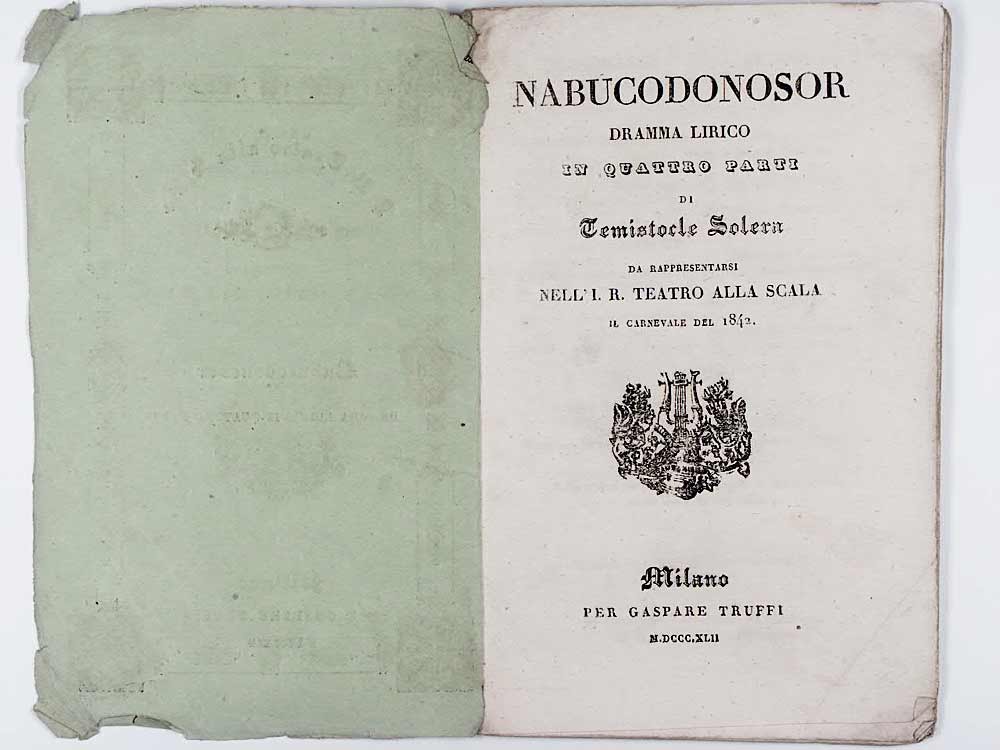 NABUCODONOSOR
DRAMMA LIRICO
IN QUATTRO PARTI
DI
Temistocle Solera
DA RAPPRESENTARSI
NELL' I. R. TEATRO ALLA SCALA
IL CARNEVALE DEL 1842.
Milano
PER GASPARE TRUFFI
M.DCCC.XLII